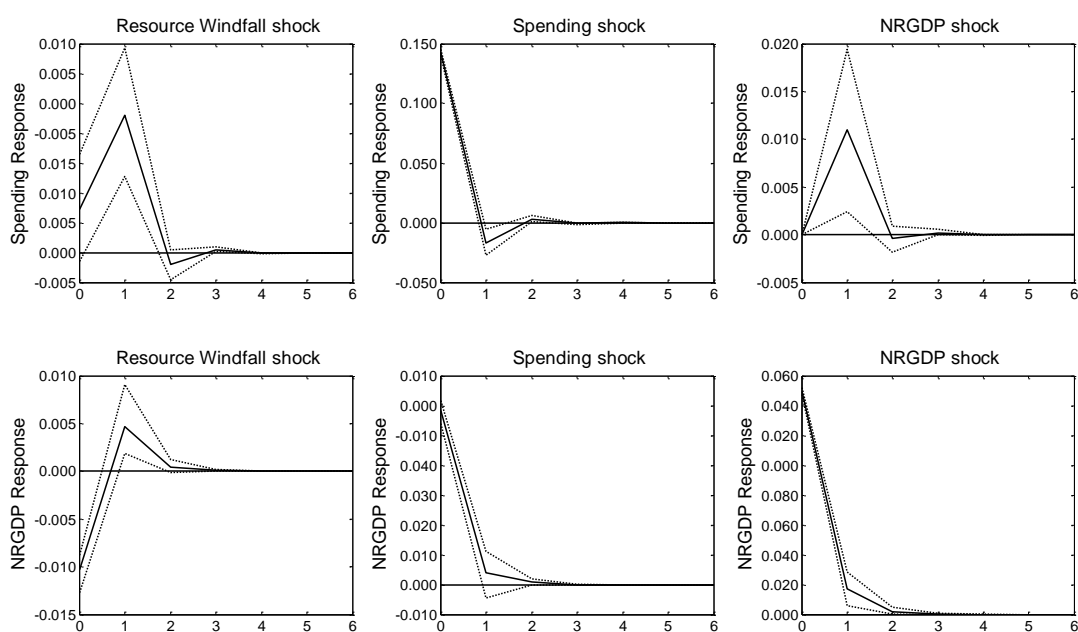 Resource Windfall shock
Spending shock
NRGDP shock
Spending Response
0.010
0.005
0.000
-0.005
0.015
0.010
0.005
0.000
-0.005
0 1 2 3 4 5 6
Spending Response
0.150
0.100
0.050
0.000
-0.050
0 1 2 3 4 5 6
Spending Response
0.020
0.015
0.010
0.005
0.000
-0.005
0 1 2 3 4 5 6
Resource Windfall shock
Spending shock
NRGDP shock
NRGDP Response
0.010
0.005
0.000
-0.005
-0.010
-0.015
0 1 2 3 4 5 6
NRGDP Response
0.010
0.000
-0.010
0.040
0.030
0.020
0.010
0.000
-0.010
0 1 2 3 4 5 6
NRGDP Response
0.060
0.040
0.020
0.000
0.080
0.060
0.040
0.020
0.000
0 1 2 3 4 5 6